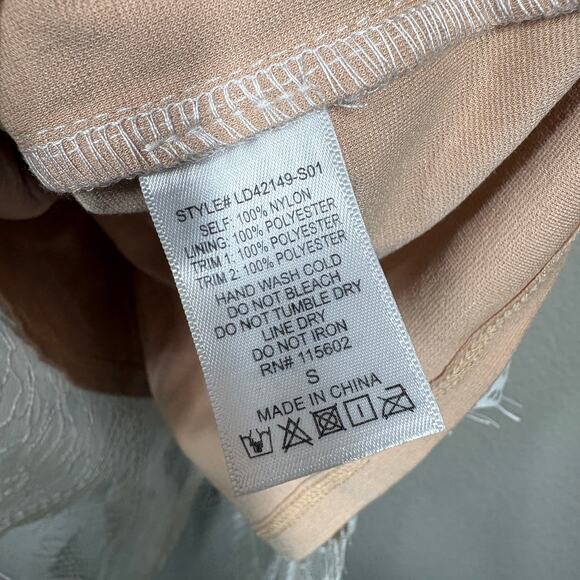 STYLE# LD42149-S01
SELF: 100% NYLON
LINING: 100% POLYESTER
TRIM 1: 100% POLYESTER
TRIM 2: 100% POLYESTER
HAND WASH COLD
DO NOT BLEACH
DO NOT TUMBLE DRY
LINE DRY
DO NOT IRON
RN# 115602
S
MADE IN CHINA